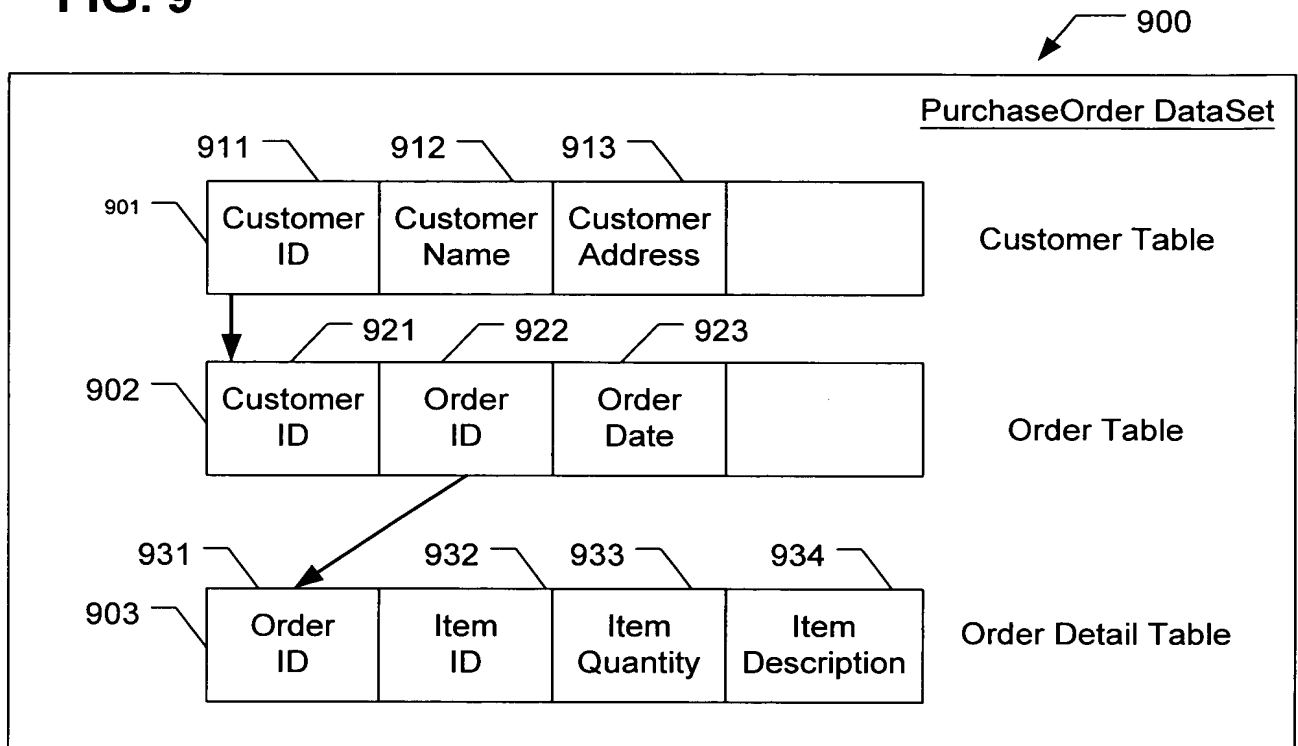 FIG. 9
900
PurchaseOrder DataSet
911
912
913
901
Customer ID
Customer Name
Customer Address
Customer Table
921
922
923
902
Customer ID
Order ID
Order Date
Order Table
931
932
933
934
903
Order ID
Item ID
Item Quantity
Item Description
Order Detail Table